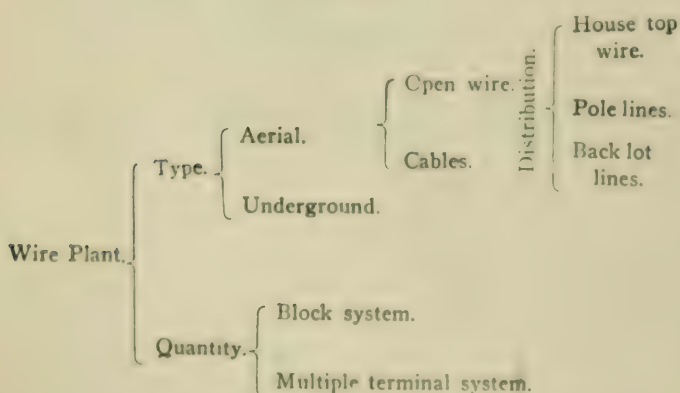 House top
wire.
Cpen wire.
Distribution.
Pole lines.
Aerial.
Cables.
Back lot
lines.
Type.
Underground.
Wire Plant.
Block system.
Quantity.
Multiple terminal system.